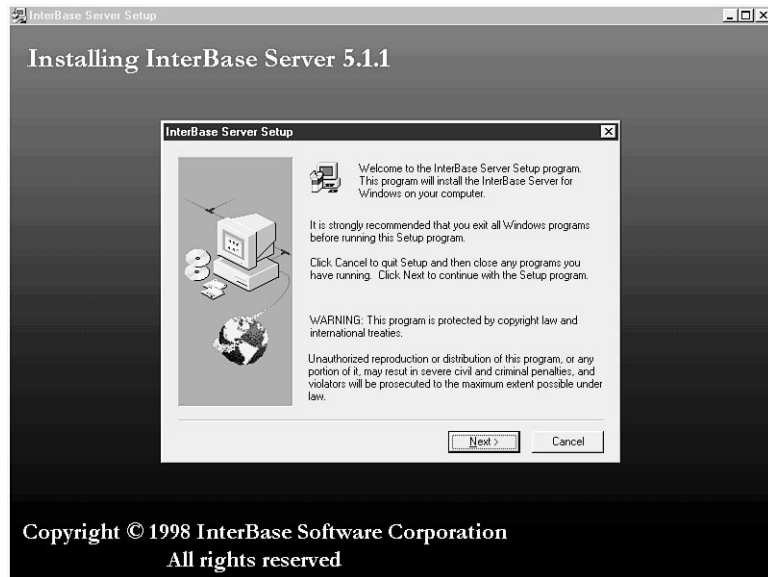 InterBase Server Setup
Installing InterBase Server 5.1.1
InterBase Server Setup
Welcome to the InterBase Server Setup program.
This program will install the InterBase Server for
Windows on your computer.
It is strongly recommended that you exit all Windows programs
before running this Setup program.
Click Cancel to quit Setup and then close any programs you
have running. Click Next to continue with the Setup program.
WARNING: This program is protected by copyright law and
international treaties.
Unauthorized reproduction or distribution of this program, or any
portion of it, may resut in severe civil and criminal penalties, and
violators will be prosecuted to the maximum extent possible under
law.
Next >
Cancel
Copyright © 1998 InterBase Software Corporation
All rights reserved